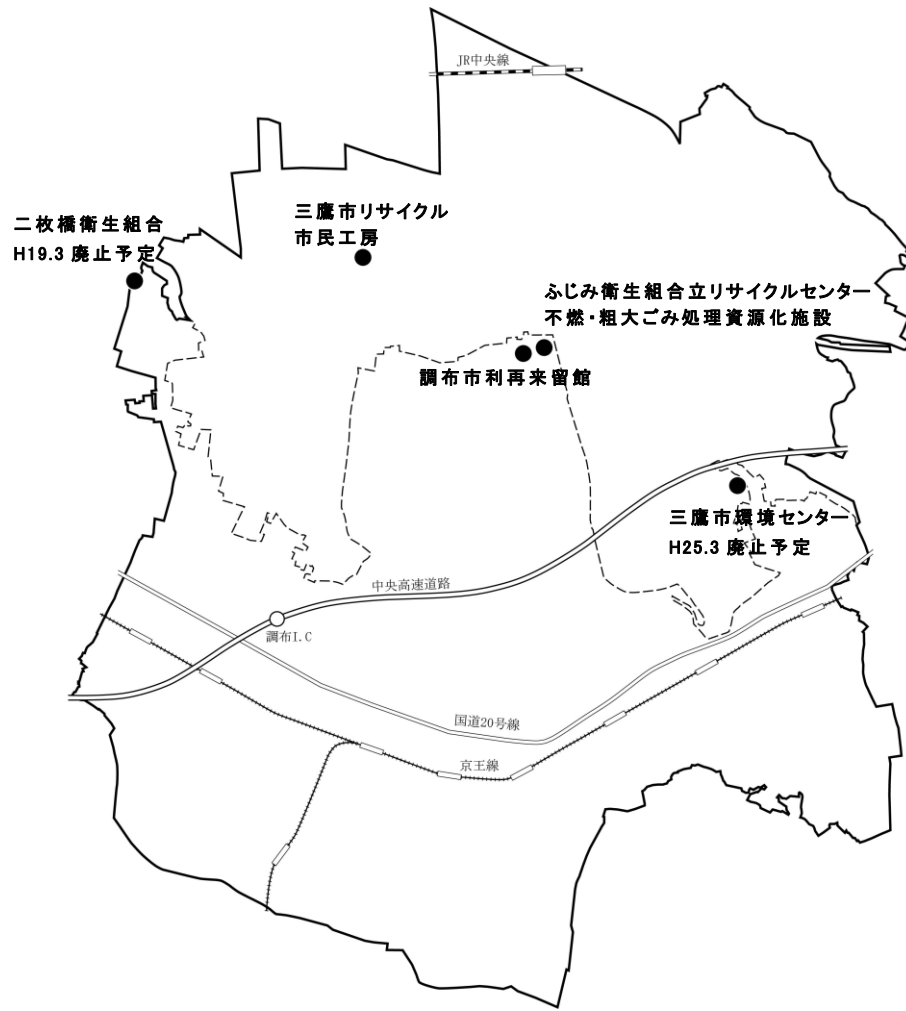 JR中央線
三鷹市リサイクル
市民工房
二枚橋衛生組合
H19.3 廃止予定
ふじみ衛生組合立リサイクルセンター
不燃・粗大ごみ処理資源化施設
調布市利再来留館
三鷹市環境センター
H25.3 廃止予定
中央高速道路
調布I.C
国道20号線
京王線